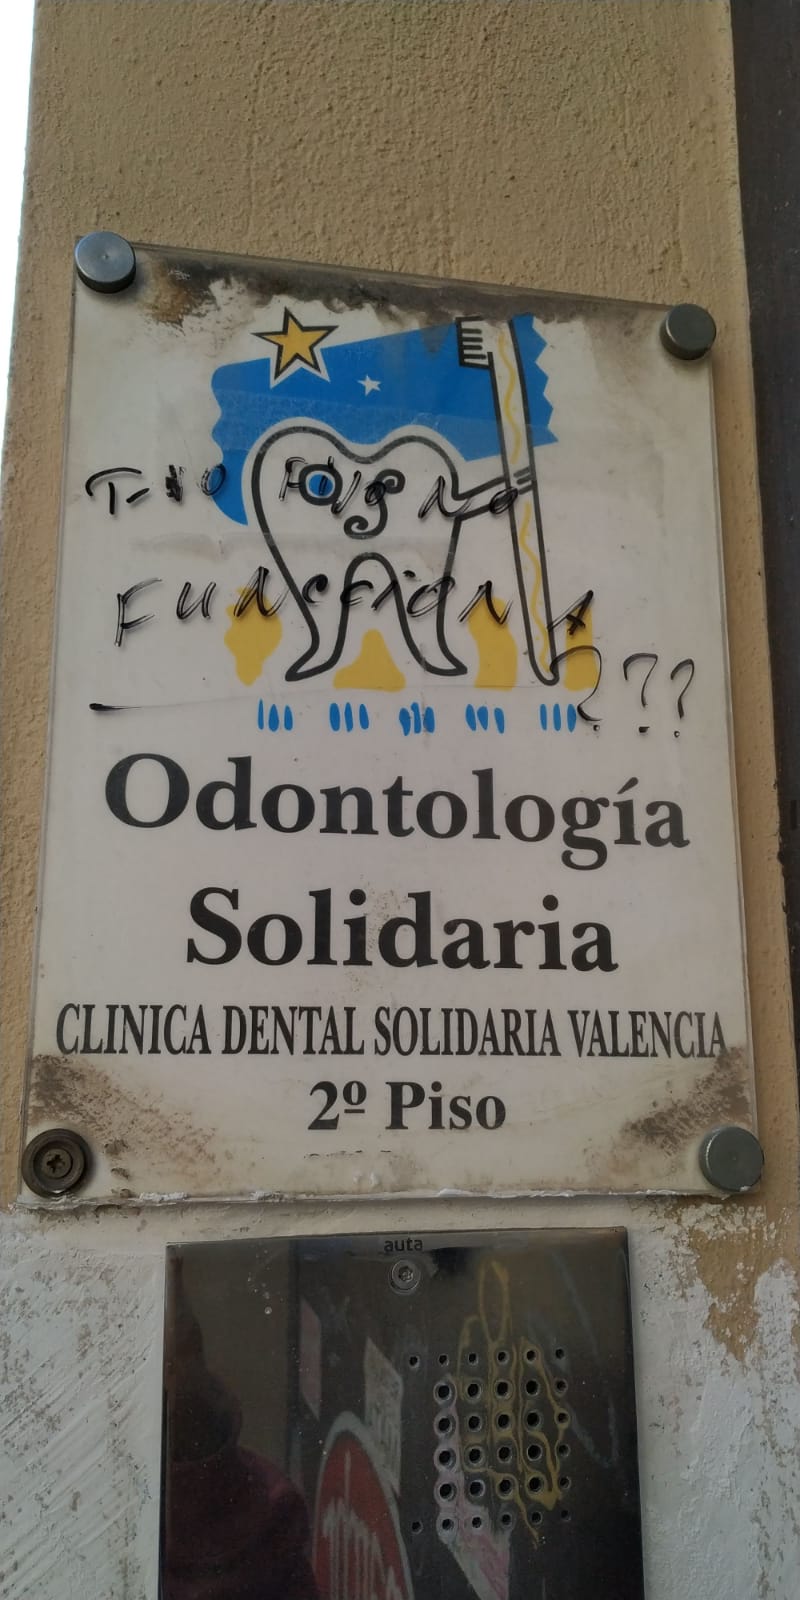 FUNCIONA
???
Odontología
Solidaria
CLINICA DENTAL SOLIDARIA VALENCIA
2º Piso
auta